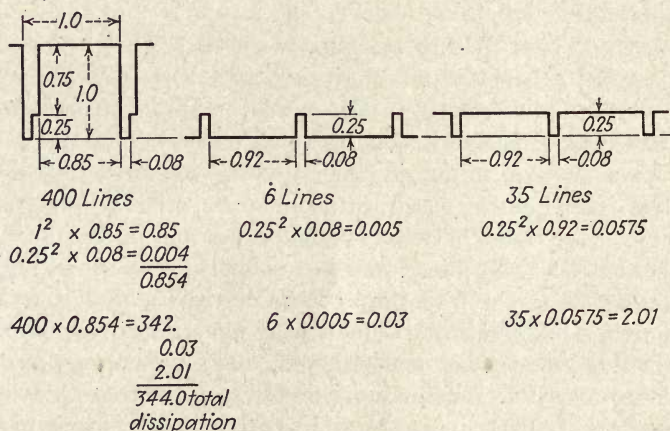 1.0
0.75
1.0
0.25
0.85
0.08
0.25
0.92
0.08
0.25
0.92
0.08
400 Lines
1² x 0.85 = 0.85
0.25² x 0.08 = 0.004
0.854
400 x 0.854 = 342.
0.03
2.01
344.0 total
dissipation
6 Lines
0.25² x 0.08 = 0.005
6 x 0.005 = 0.03
35 Lines
0.25² x 0.92 = 0.0575
35 x 0.0575 = 2.01